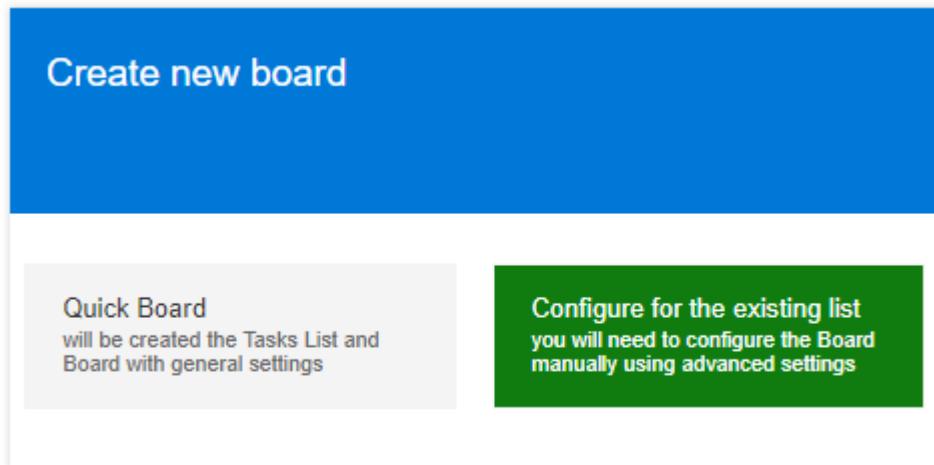 Create new board
Quick Board
will be created the Tasks List and
Board with general settings
Configure for the existing list
you will need to configure the Board
manually using advanced settings